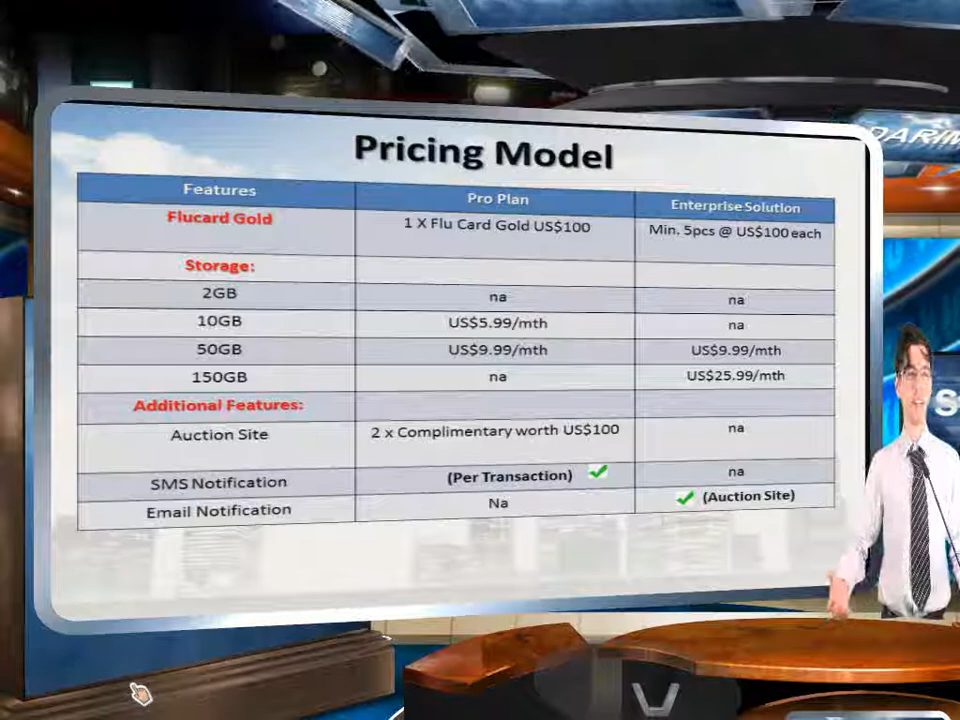 DARIM
Pricing Model
Features Pro Plan Enterprise Solution
Flucard Gold 1 X Flu Card Gold US$100 Min. 5pcs @ US$100 each
Storage:
2GB na na
10GB US$5.99/mth na
50GB US$9.99/mth US$9.99/mth
150GB na US$25.99/mth
Additional Features:
Auction Site 2 x Complimentary worth US$100 na
SMS Notification (Per Transaction) na
Email Notification Na (Auction Site)